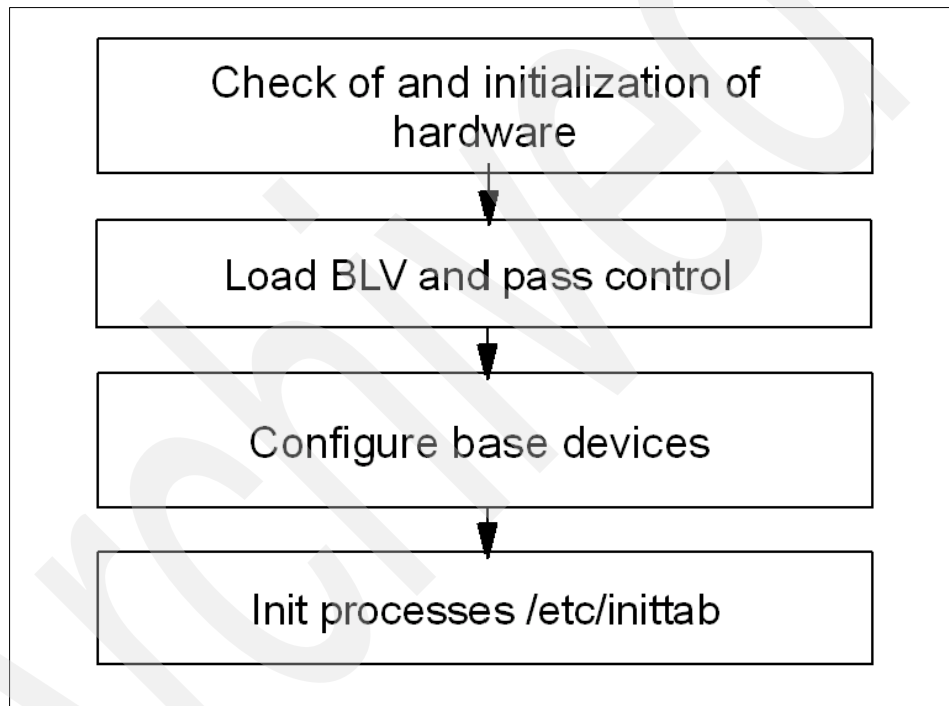 Check of and initialization of
hardware
Load BLV and pass control
Configure base devices
Init processes /etc/inittab
Archived